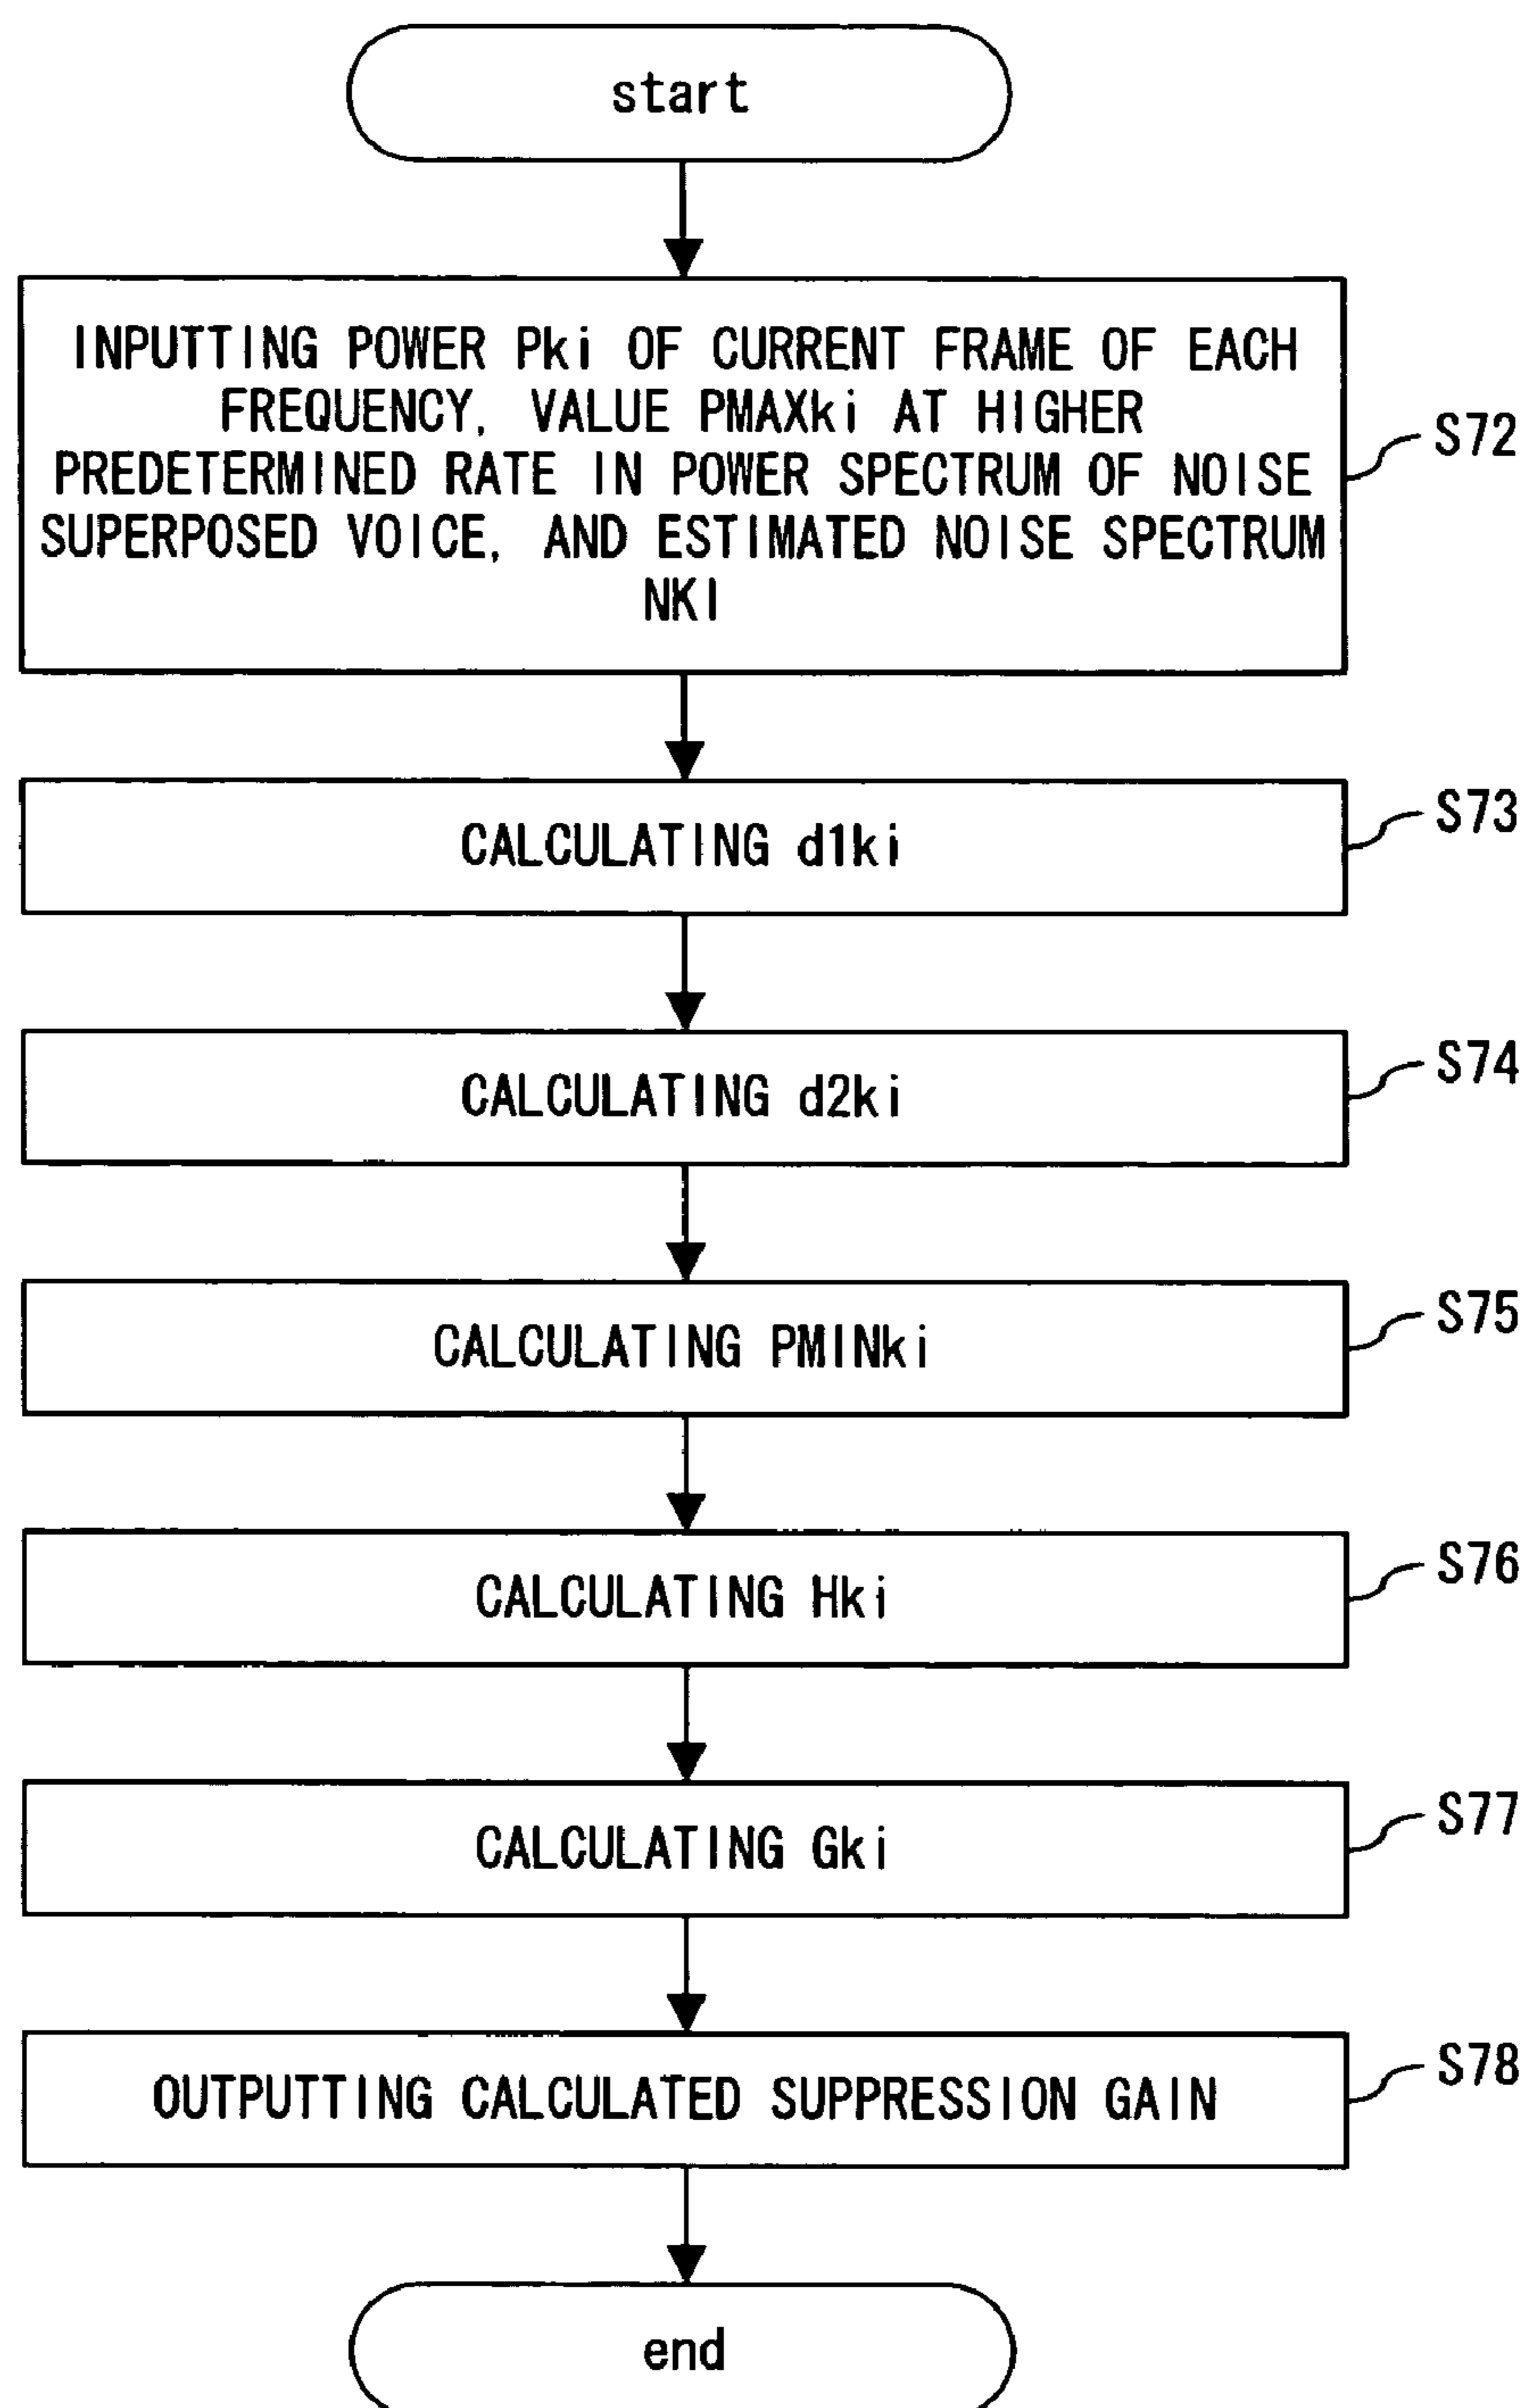 start
INPUTTING POWER Pki OF CURRENT FRAME OF EACH
FREQUENCY, VALUE PMAXki AT HIGHER
PREDETERMINED RATE IN POWER SPECTRUM OF NOISE
SUPERPOSED VOICE, AND ESTIMATED NOISE SPECTRUM
NKI
S72
CALCULATING d1ki
S73
CALCULATING d2ki
S74
CALCULATING PMINki
S75
CALCULATING Hki
S76
CALCULATING Gki
S77
OUTPUTTING CALCULATED SUPPRESSION GAIN
S78
end